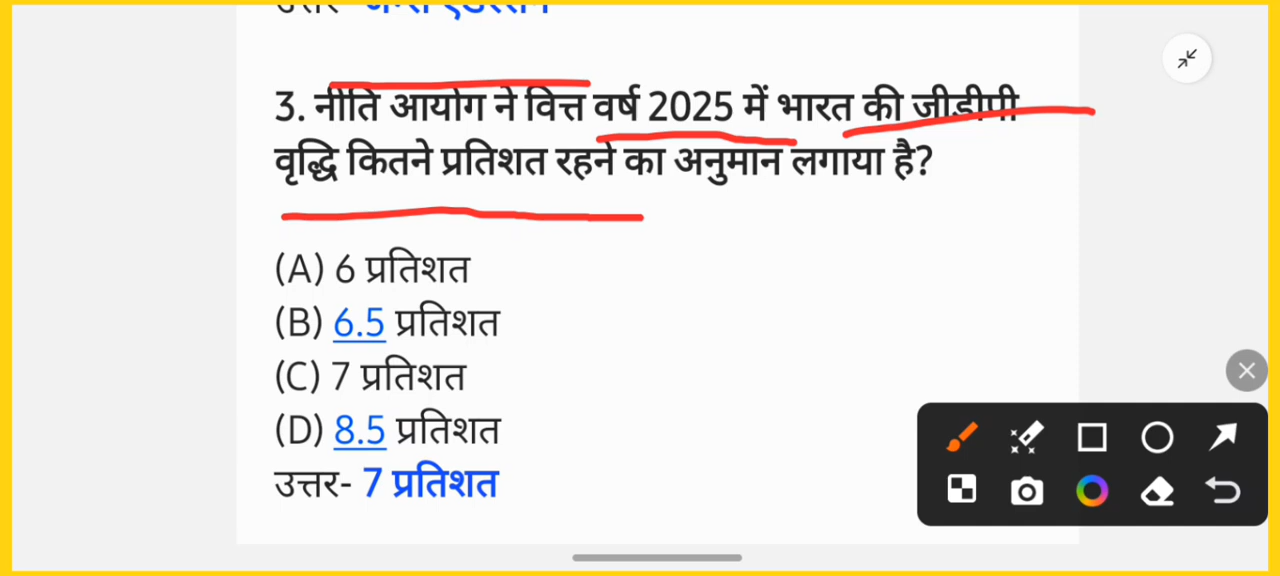 3. नीति आयोग ने वित्त वर्ष 2025 में भारत की जीडीपी
वृद्धि कितने प्रतिशत रहने का अनुमान लगाया है?
(A) 6 प्रतिशत
(B) 6.5 प्रतिशत
(C) 7 प्रतिशत
(D) 8.5 प्रतिशत
उत्तर- 7 प्रतिशत